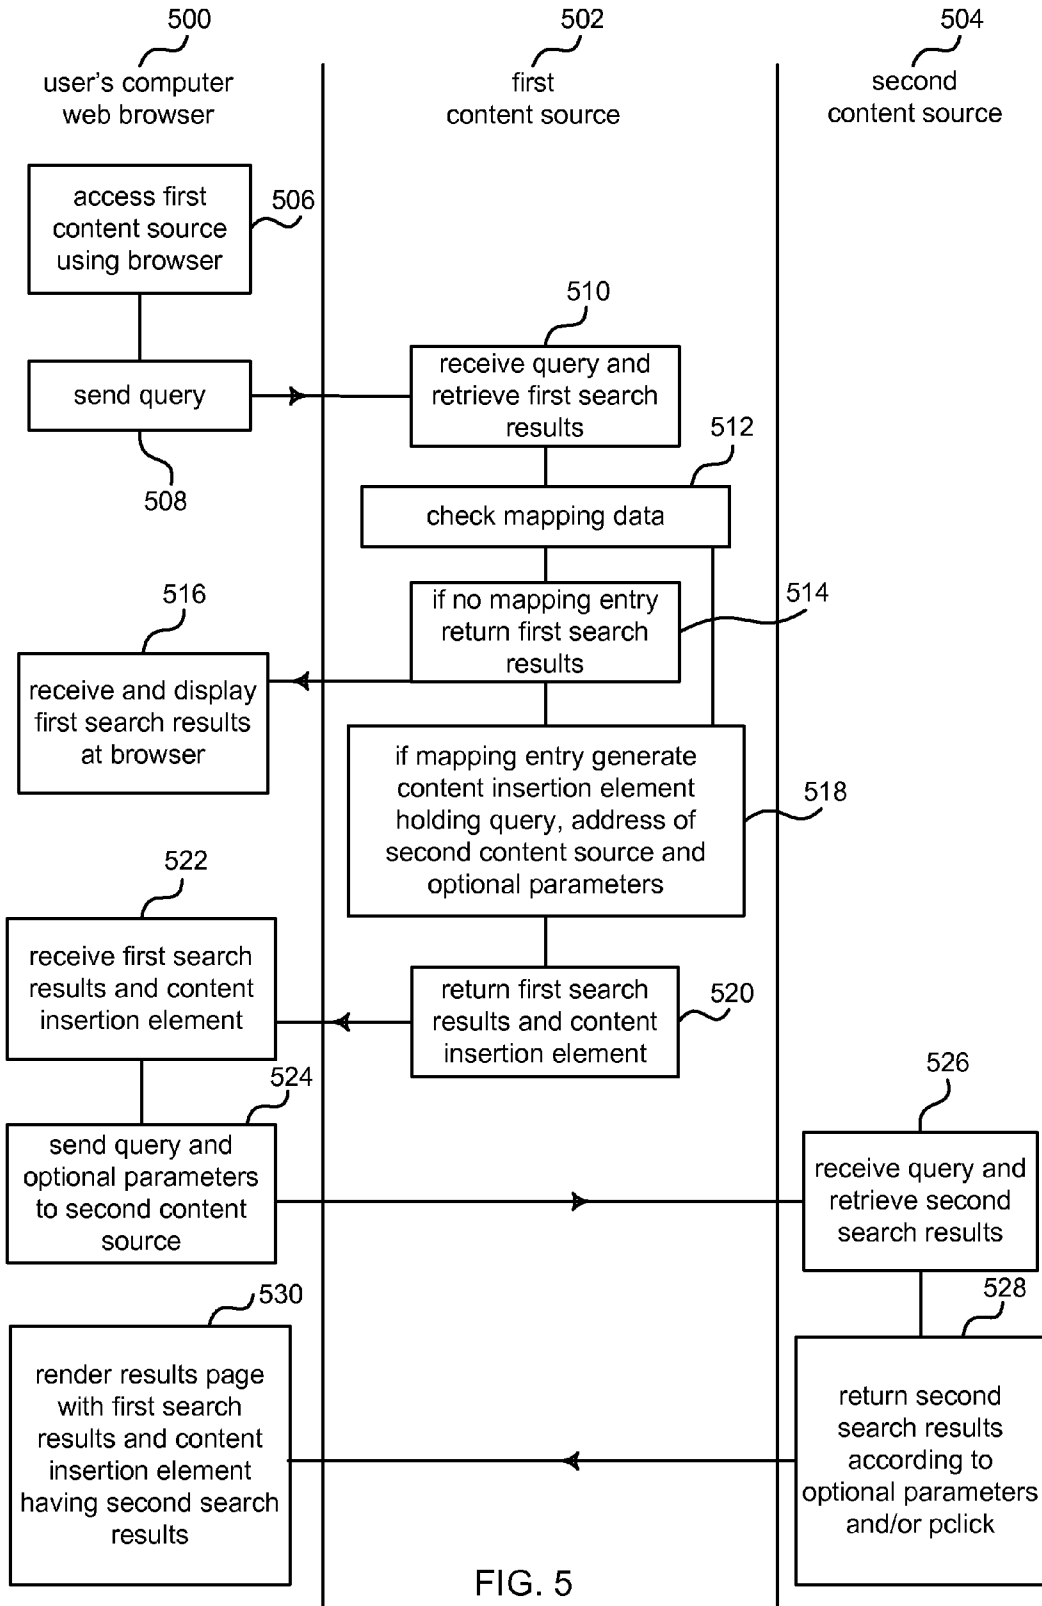 500
502
504
user's computer
web browser
first
content source
second
content source
access first
content source
using browser
506
510
send query
receive query and
retrieve first search
results
512
508
check mapping data
516
if no mapping entry
return first search
results
514
receive and display
first search results
at browser
if mapping entry generate
content insertion element
holding query, address of
second content source and
optional parameters
518
522
receive first search
results and content
insertion element
return first search
results and content
insertion element
520
524
526
send query and
optional parameters
to second content
source
receive query and
retrieve second
search results
530
528
render results page
with first search
results and content
insertion element
having second search
results
return second
search results
according to
optional parameters
and/or pclick
FIG. 5